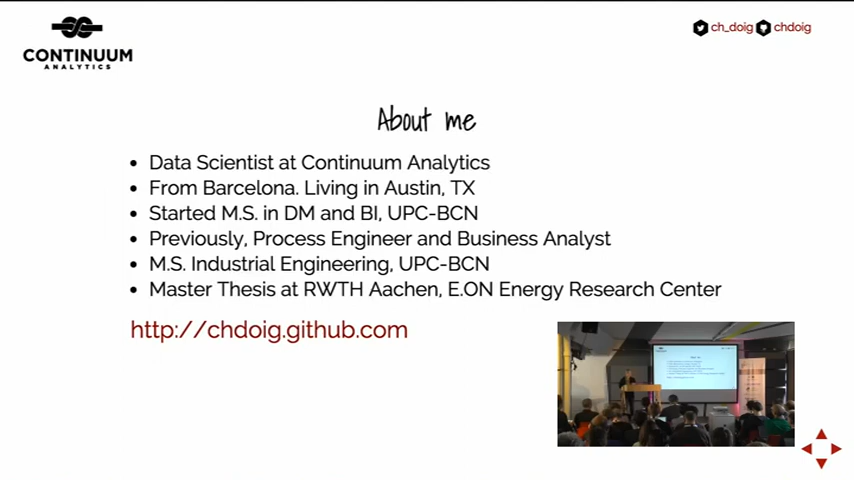 CONTINUUM
ANALYTICS
ch_doig chdoig
About me
• Data Scientist at Continuum Analytics
• From Barcelona. Living in Austin, TX
• Started M.S. in DM and BI, UPC-BCN
• Previously, Process Engineer and Business Analyst
• M.S. Industrial Engineering, UPC-BCN
• Master Thesis at RWTH Aachen, E.ON Energy Research Center
http://chdoig.github.com